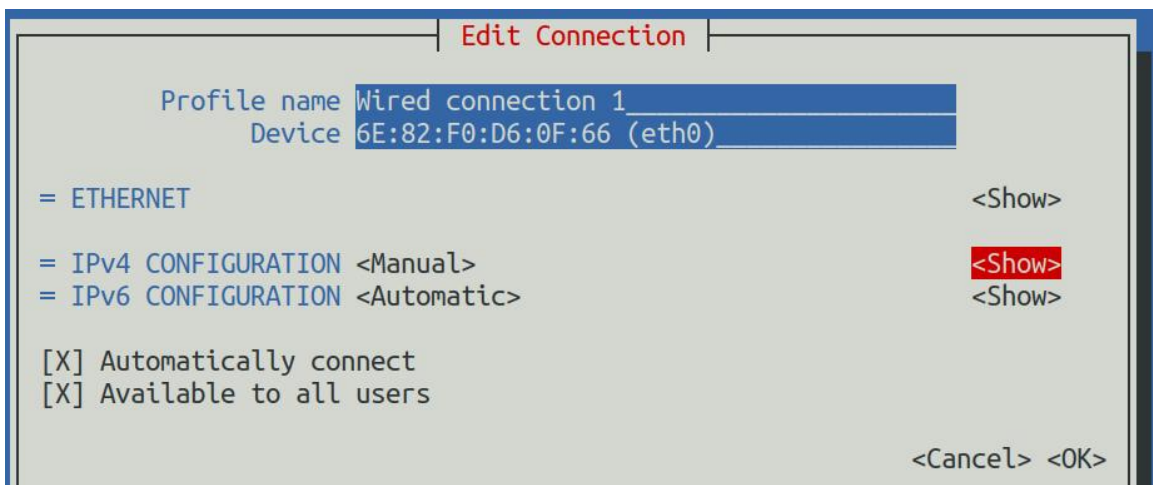 Edit Connection
Profile name Wired connection 1
Device 6E:82:F0:D6:0F:66 (eth0)
= ETHERNET <Show>
= IPv4 CONFIGURATION <Manual> <Show>
= IPv6 CONFIGURATION <Automatic> <Show>
[X] Automatically connect
[X] Available to all users
<Cancel> <OK>